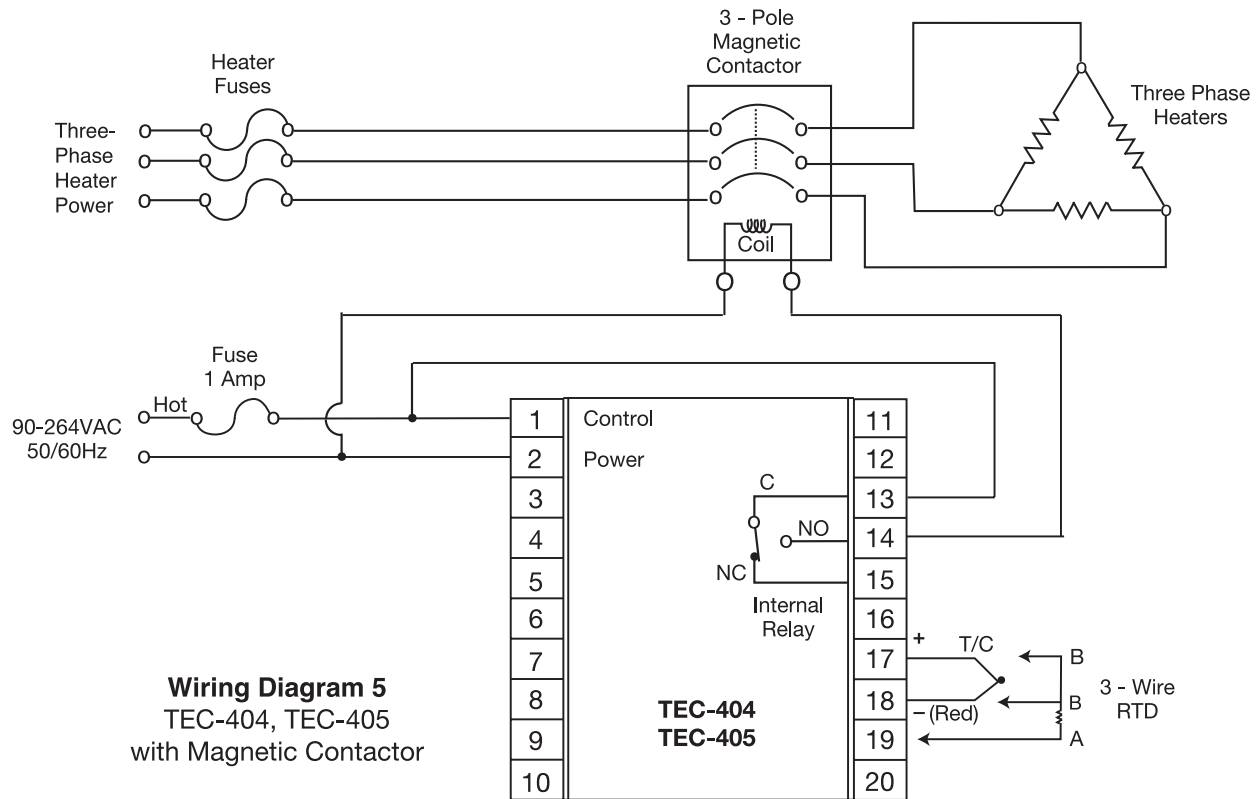 3 - Pole
Magnetic
Contactor
Heater
Fuses
Three Phase
Heaters
Three-
Phase
Heater
Power
Coil
Fuse
1 Amp
Hot
90-264VAC
50/60Hz
1 Control
2 Power
3
4
5
6
7
8
9
10
11
12
13
14
15
16
17
18
19
20
C
NO
NC
Internal
Relay
+ T/C
– (Red)
B
B
A
3 - Wire
RTD
Wiring Diagram 5
TEC-404, TEC-405
with Magnetic Contactor
TEC-404
TEC-405